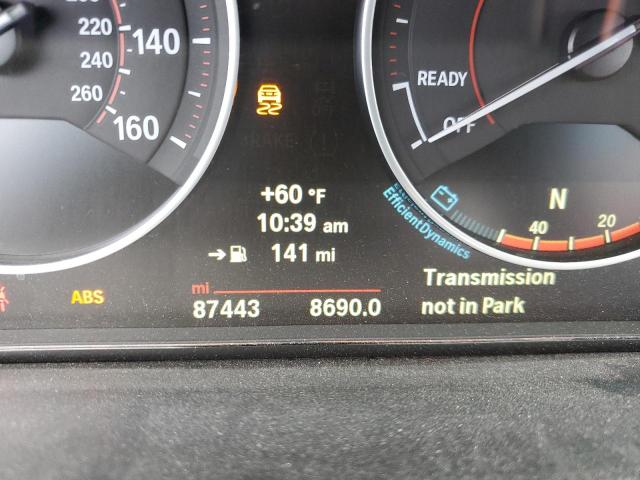 220
240
260
140
160
READY
OFF
BRAKE
+60 °F
10:39 am
141 mi
EfficientDynamics
N
40
20
ABS
mi
87443
8690.0
Transmission
not in Park